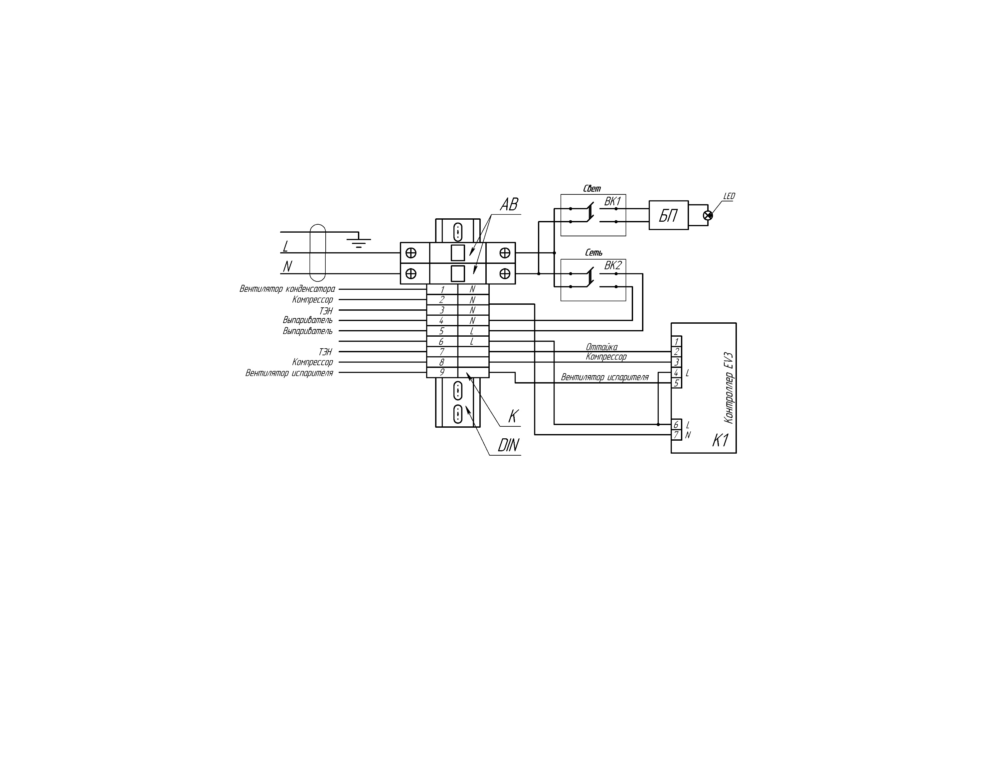 Свет
LED
ВК1
АВ
БП
L
Сеть
N
ВК2
Вентилятор конденсатора 1 N
Компрессор 2 N
ТЭН 3 N
Выпариватель 4 N
Выпариватель 5 L
6 L
ТЭН 7
Компрессор 8
Вентилятор испарителя 9
Оттайка
Компрессор
Вентилятор испарителя
1
2
3
4 L
5
6 L
7 N
Контроллер EV3
К1
К
DIN